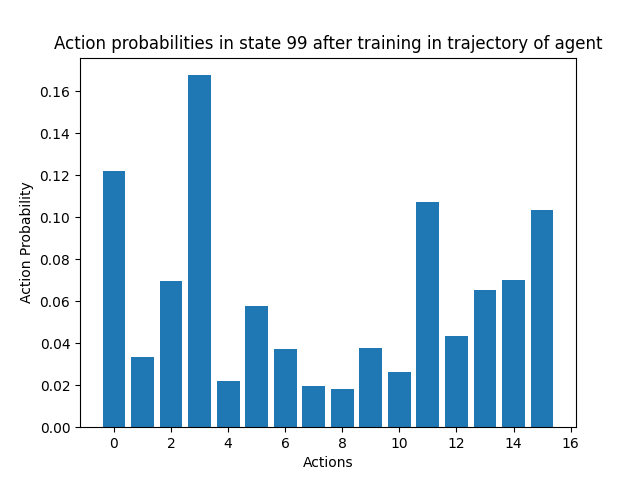 Action probabilities in state 99 after training in trajectory of agent
Action Probability
0.16
0.14
0.12
0.10
0.08
0.06
0.04
0.02
0.00
0 2 4 6 8 10 12 14 16
Actions